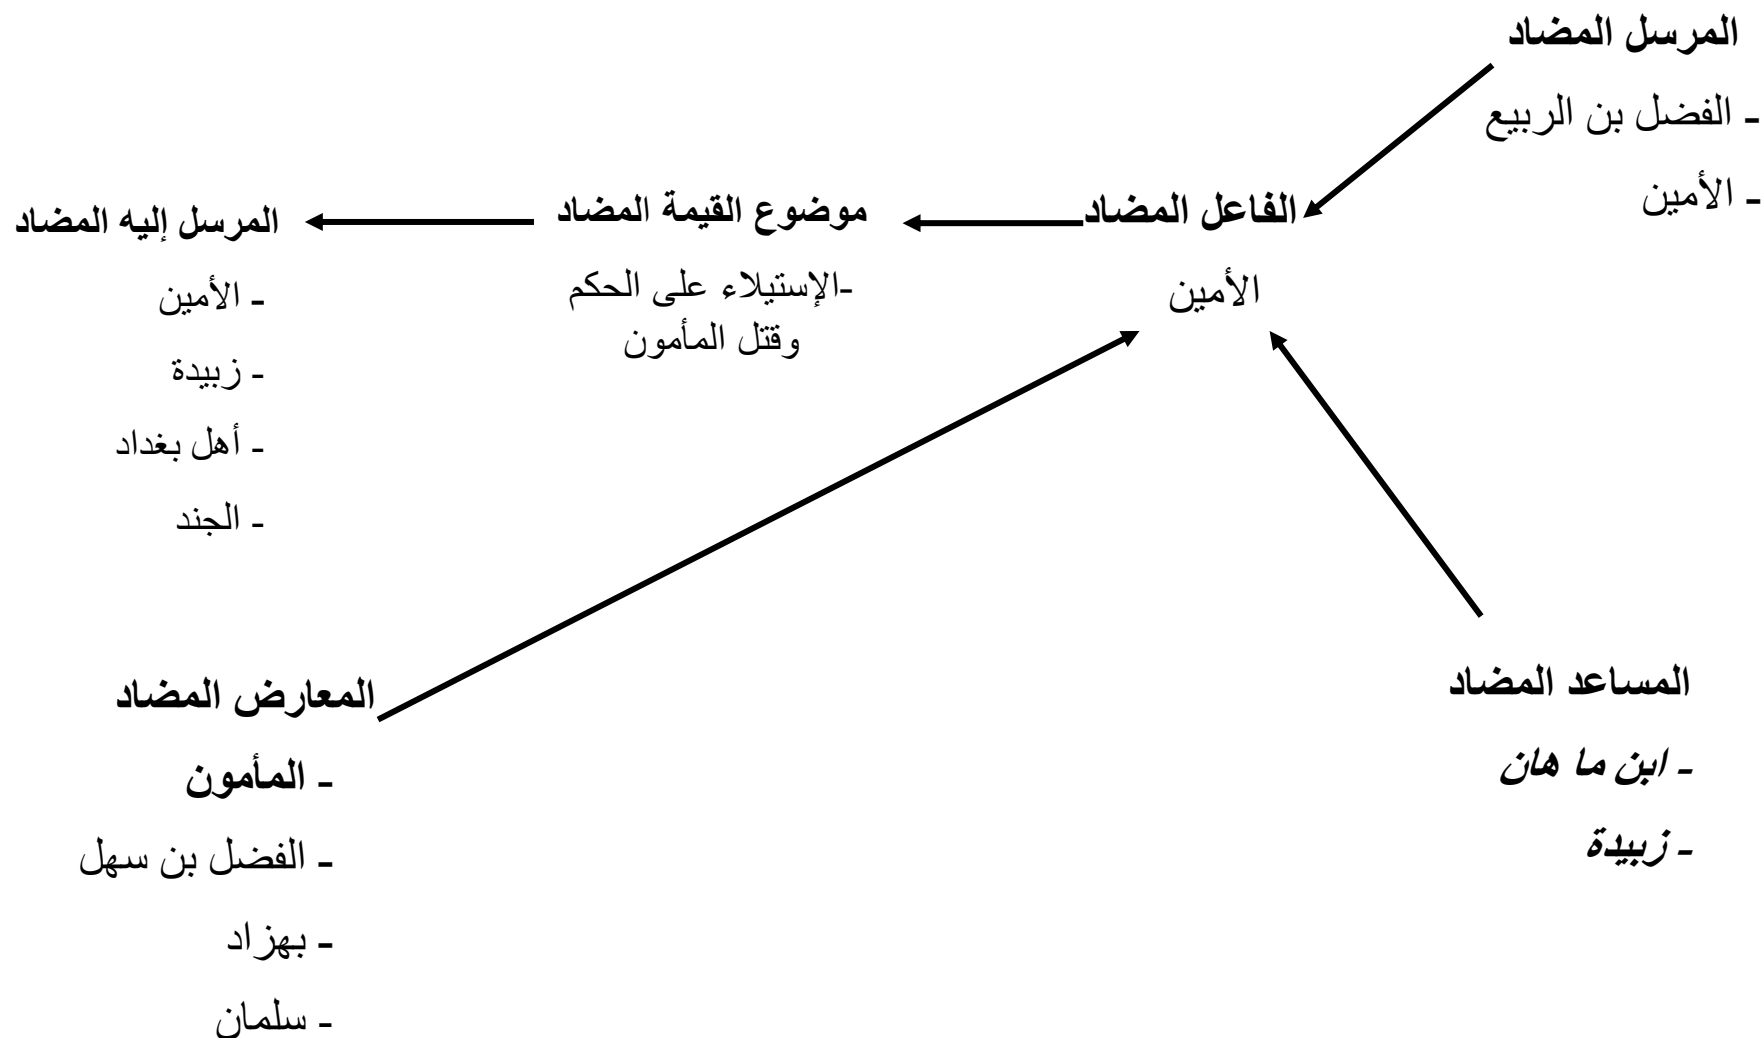 المرسل المضاد
- الفضل بن الربيع
- الأمين
الفاعل المضاد
الأمين
موضوع القيمة المضاد
-الإستيلاء على الحكم
وقتل المأمون
المرسل إليه المضاد
- الأمين
- زبيدة
- أهل بغداد
- الجند
المساعد المضاد
- ابن ما هان
- زبيدة
المعارض المضاد
- المأمون
- الفضل بن سهل
- بهزاد
- سلمان